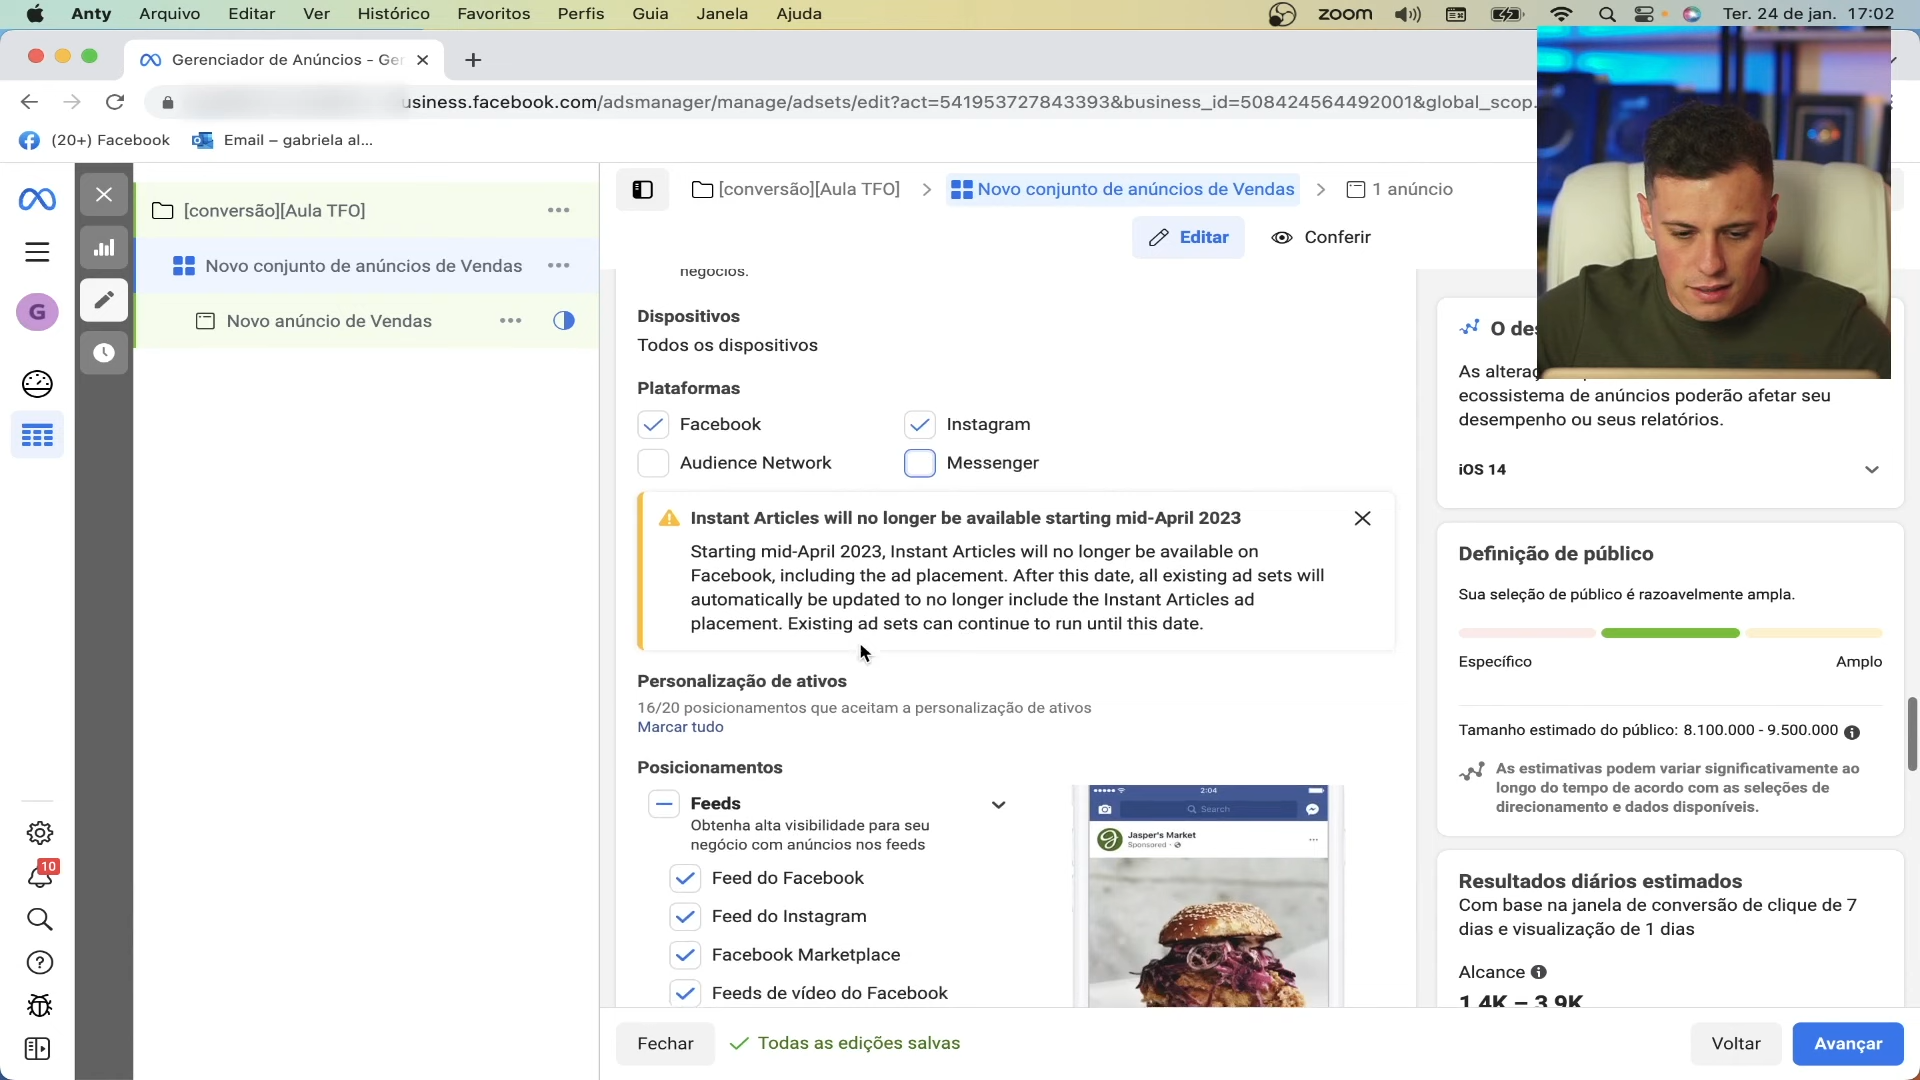 Anty Arquivo Editar Ver Histórico Favoritos Perfis Guia Janela Ajuda zoom Ter. 24 de jan. 17:02
Gerenciador de Anúncios - Ger
usiness.facebook.com/adsmanager/manage/adsets/edit?act=541953727843393&business_id=508424564492001&global_scop.
(20+) Facebook Email – gabriela al...
[conversão][Aula TFO]
Novo conjunto de anúncios de Vendas
Novo anúncio de Vendas
G
10
[conversão][Aula TFO] > Novo conjunto de anúncios de Vendas > 1 anúncio
Editar Conferir
negócios.
Dispositivos
Todos os dispositivos
Plataformas
Facebook Instagram
Audience Network Messenger
Instant Articles will no longer be available starting mid-April 2023
Starting mid-April 2023, Instant Articles will no longer be available on
Facebook, including the ad placement. After this date, all existing ad sets will
automatically be updated to no longer include the Instant Articles ad
placement. Existing ad sets can continue to run until this date.
Personalização de ativos
16/20 posicionamentos que aceitam a personalização de ativos
Marcar tudo
Posicionamentos
Feeds
Obtenha alta visibilidade para seu
negócio com anúncios nos feeds
Feed do Facebook
Feed do Instagram
Facebook Marketplace
Feeds de vídeo do Facebook
2:04
Search
Jasper's Market
Sponsored
Fechar Todas as edições salvas
Voltar Avançar
O des
As alteraç
ecossistema de anúncios poderão afetar seu
desempenho ou seus relatórios.
iOS 14
Definição de público
Sua seleção de público é razoavelmente ampla.
Específico Amplo
Tamanho estimado do público: 8.100.000 - 9.500.000
As estimativas podem variar significativamente ao
longo do tempo de acordo com as seleções de
direcionamento e dados disponíveis.
Resultados diários estimados
Com base na janela de conversão de clique de 7
dias e visualização de 1 dias
Alcance
1,4K – 3,9K